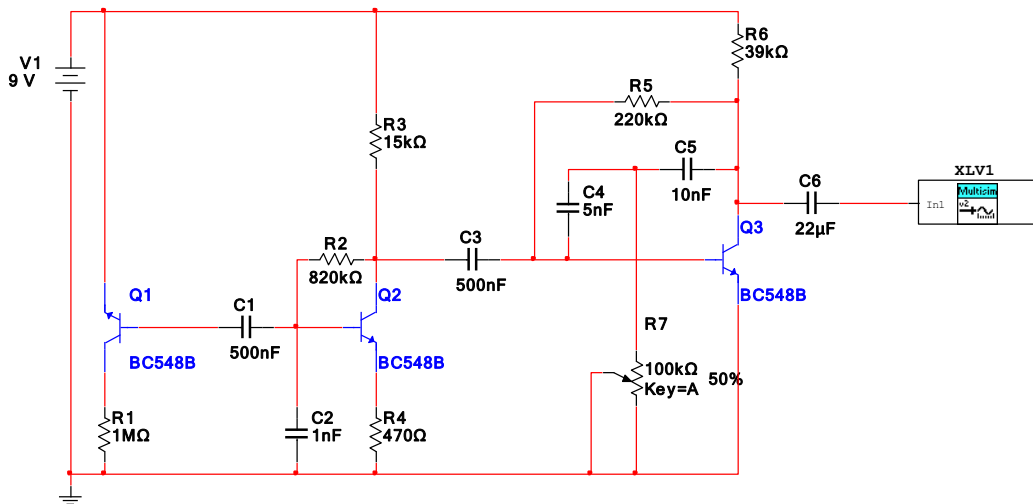 V1
9 V
R6
39kΩ
R5
220kΩ
R3
15kΩ
C5
10nF
C4
5nF
XLV1
Multisim
In1
v2
C6
22µF
Q3
BC548B
R2
820kΩ
C3
500nF
Q1
BC548B
C1
500nF
Q2
BC548B
R7
100kΩ
Key=A
50%
R1
1MΩ
C2
1nF
R4
470Ω